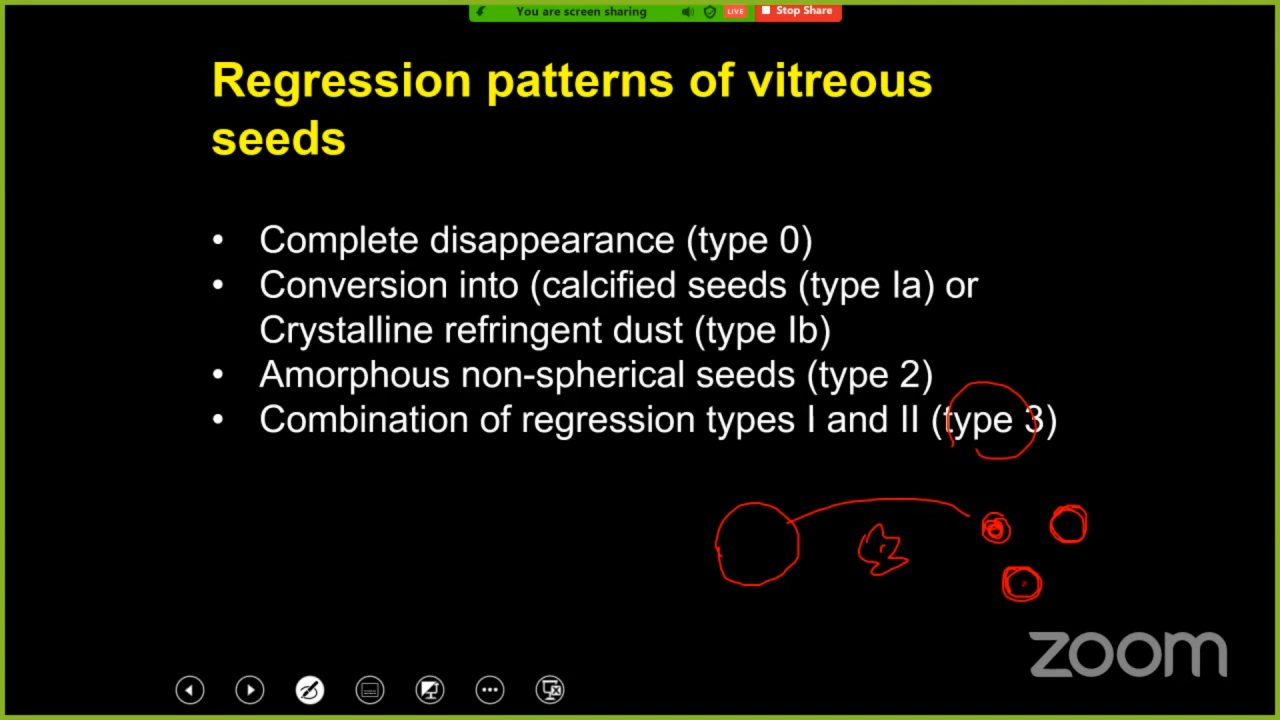 You are screen sharing LIVE Stop Share
Regression patterns of vitreous
seeds
• Complete disappearance (type 0)
• Conversion into (calcified seeds (type Ia) or
Crystalline refringent dust (type Ib)
• Amorphous non-spherical seeds (type 2)
• Combination of regression types I and II (type 3)
zoom